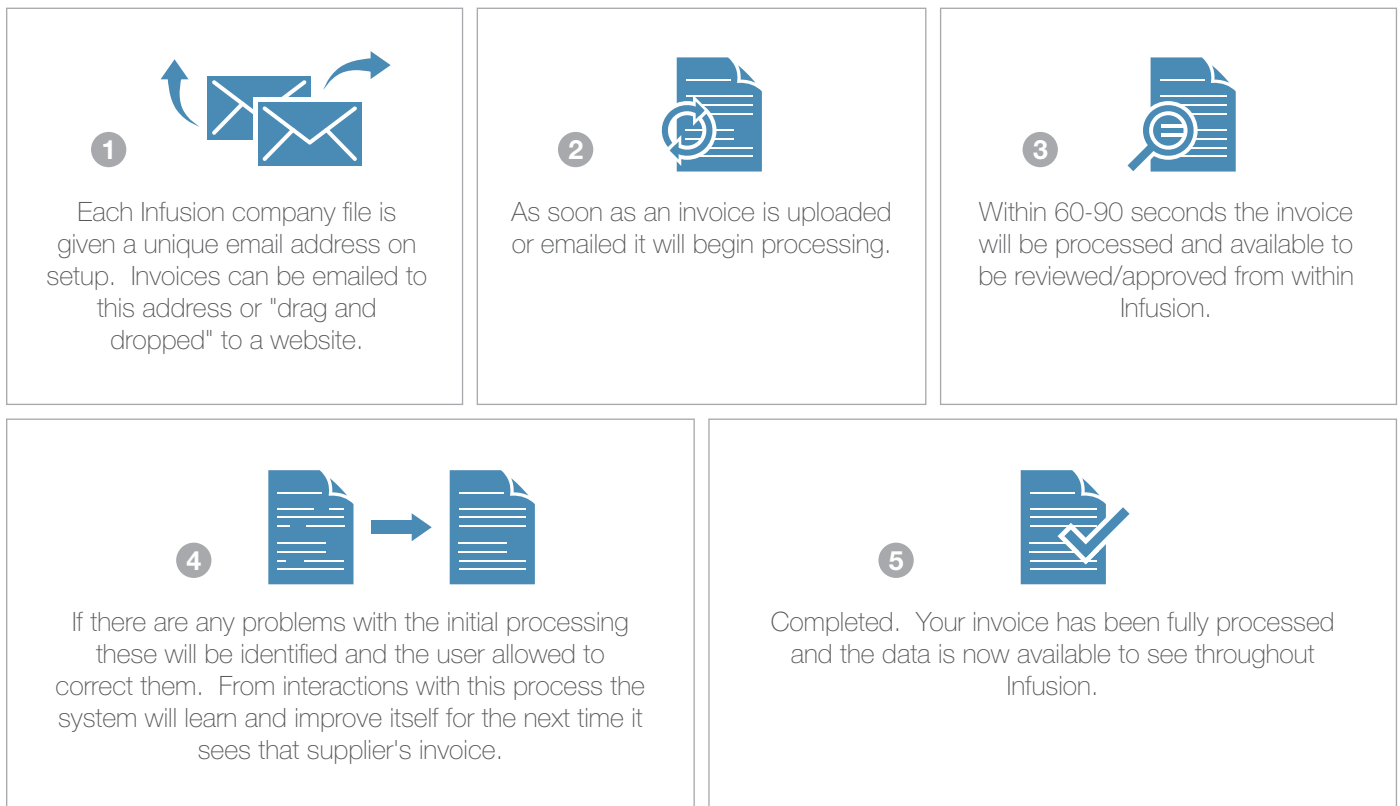 1
Each Infusion company file is
given a unique email address on
setup.  Invoices can be emailed to
this address or "drag and
dropped" to a website.
2
As soon as an invoice is uploaded
or emailed it will begin processing.
3
Within 60-90 seconds the invoice
will be processed and available to
be reviewed/approved from within
Infusion.
4
If there are any problems with the initial processing
these will be identified and the user allowed to
correct them.  From interactions with this process the
system will learn and improve itself for the next time it
sees that supplier's invoice.
5
Completed.  Your invoice has been fully processed
and the data is now available to see throughout
Infusion.